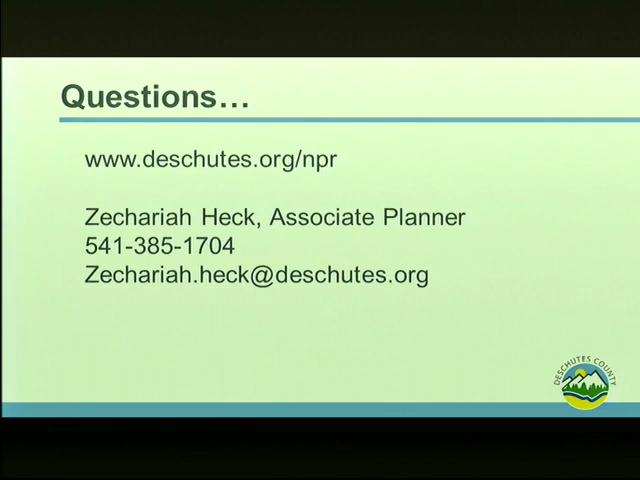 Questions…
www.deschutes.org/npr
Zechariah Heck, Associate Planner
541-385-1704
Zechariah.heck@deschutes.org
DESCHUTES COUNTY